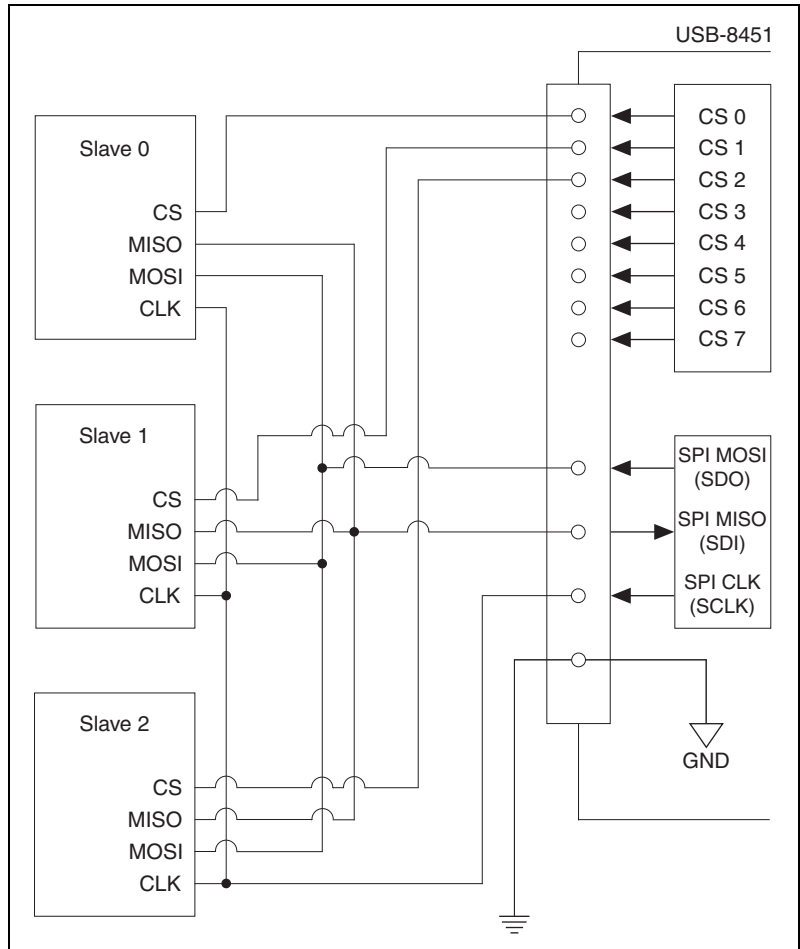 USB-8451
CS 0
CS 1
CS 2
CS 3
CS 4
CS 5
CS 6
CS 7
SPI MOSI
(SDO)
SPI MISO
(SDI)
SPI CLK
(SCLK)
GND
Slave 0
CS
MISO
MOSI
CLK
Slave 1
CS
MISO
MOSI
CLK
Slave 2
CS
MISO
MOSI
CLK